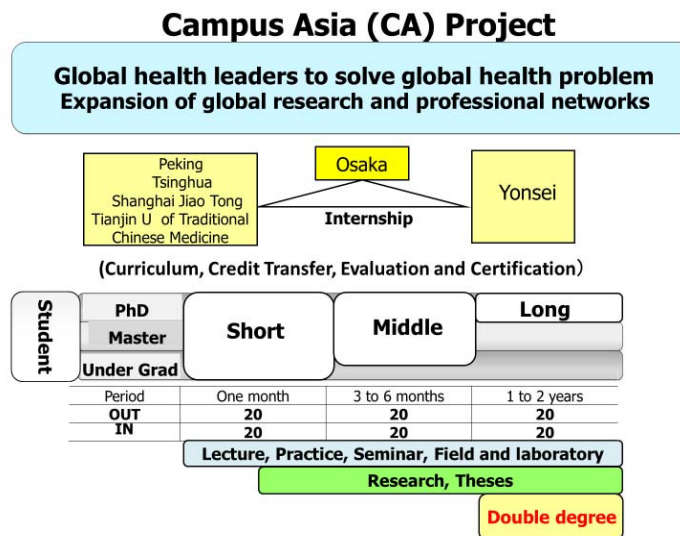 Campus Asia (CA) Project
Global health leaders to solve global health problem
Expansion of global research and professional networks
Peking
Tsinghua
Shanghai Jiao Tong
Tianjin U of Traditional
Chinese Medicine
Osaka
Internship
Yonsei
(Curriculum, Credit Transfer, Evaluation and Certification)
Student
PhD
Master
Under Grad
Short
Middle
Long
Period One month 3 to 6 months 1 to 2 years
OUT 20 20 20
IN 20 20 20
Lecture, Practice, Seminar, Field and laboratory
Research, Theses
Double degree